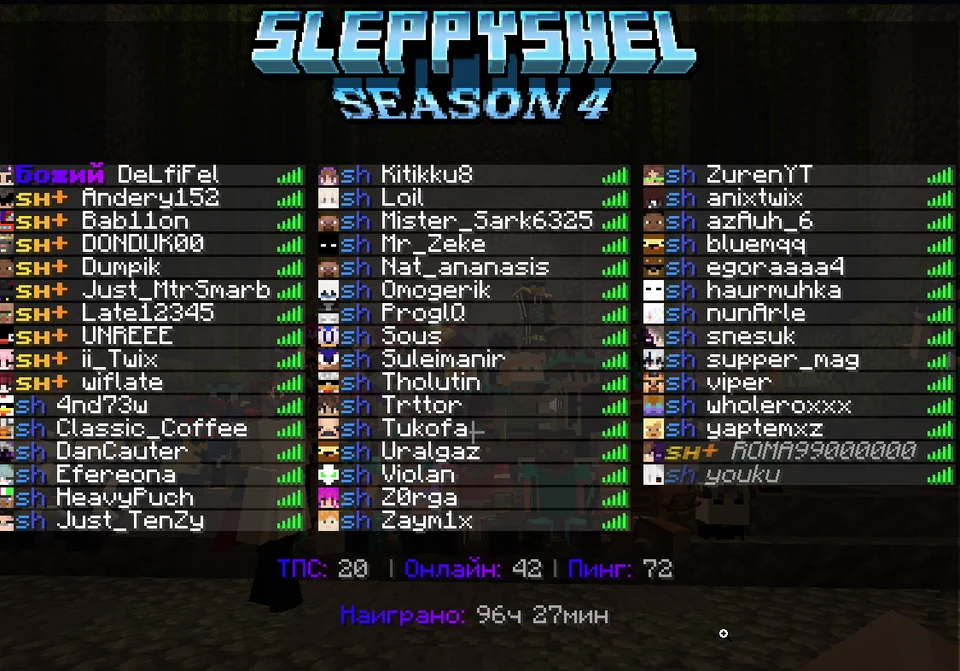 SLEPPYSHEL
SEASON 4
Божий DeLfiFel
SH+ Andery152
SH+ Bab11on
SH+ DONDUK00
SH+ Dumpik
SH+ Just_MtrSmarb
SH+ Late12345
SH+ UNREEE
SH+ ii_Twix
SH+ wiflate
sh 4nd73w
sh Classic_Coffee
sh DanCauter
sh Efereona
sh HeavyPuch
sh Just_TenZy
sh Kitikku8
sh Loil
sh Mister_Sark6325
sh Mr_Zeke
sh Nat_ananasis
sh Omogerik
sh ProglQ
sh Sous
sh Suleimanir
sh Tholutin
sh Trttor
sh Tukofa
sh Uralgaz
sh Violan
sh Z0rga
sh Zaym1x
sh ZurenYT
sh anixtwix
sh azAuh_6
sh bluemqq
sh egoraaaa4
sh haurmuhka
sh nunArle
sh snesuk
sh supper_mag
sh viper
sh wholeroxxx
sh yaptemxz
SH+ ROMA99000000
sh youku
ТПС: 20 | Онлайн: 42 | Пинг: 72
Наиграно: 96ч 27мин